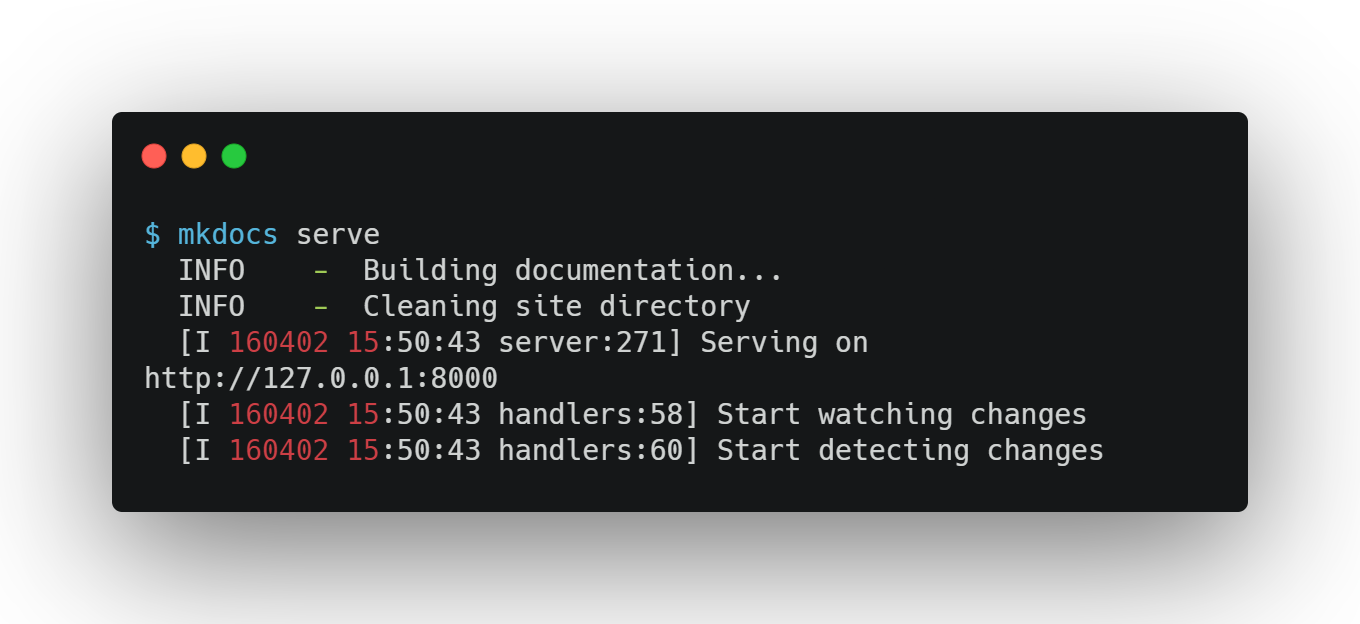 $ mkdocs serve
  INFO    -  Building documentation...
  INFO    -  Cleaning site directory
  [I 160402 15:50:43 server:271] Serving on
http://127.0.0.1:8000
  [I 160402 15:50:43 handlers:58] Start watching changes
  [I 160402 15:50:43 handlers:60] Start detecting changes